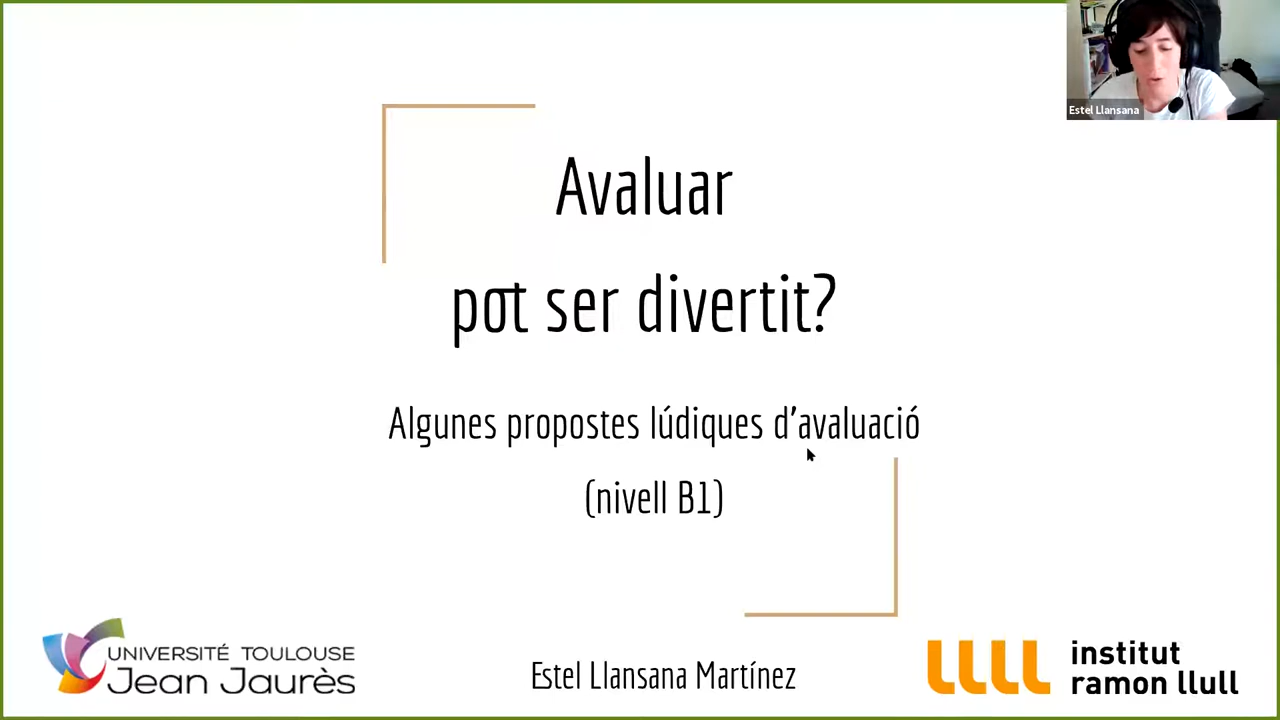 Estel Llansana
Avaluar
pot ser divertit?
Algunes propostes lúdiques d'avaluació
(nivell B1)
UNIVERSITÉ TOULOUSE
Jean Jaurès
Estel Llansana Martínez
institut
ramon llull